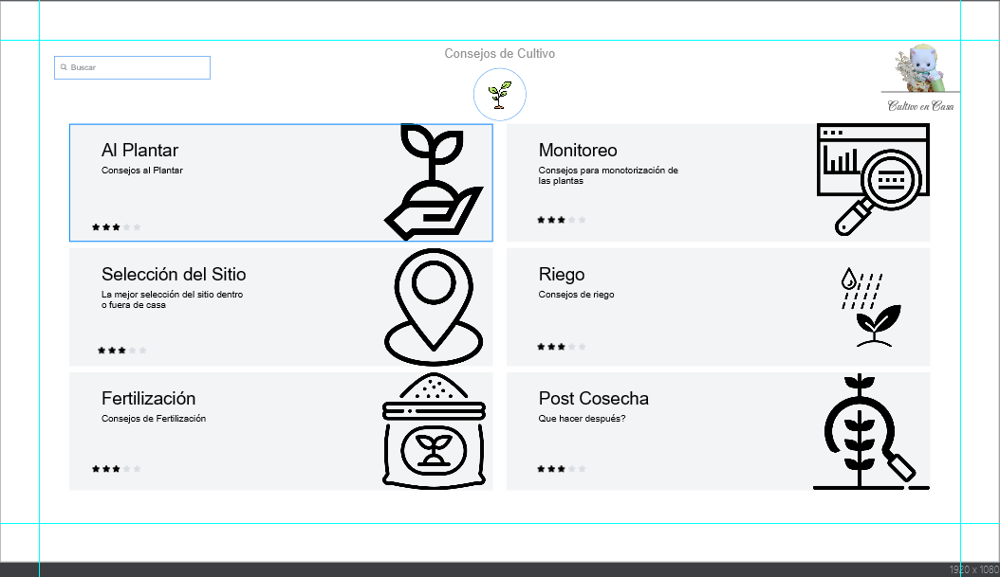 Consejos de Cultivo
Buscar
Cultivo en Casa
Al Plantar
Consejos al Plantar
Monitoreo
Consejos para monotorización de
las plantas
Selección del Sitio
La mejor selección del sitio dentro
o fuera de casa
Riego
Consejos de riego
Fertilización
Consejos de Fertilización
Post Cosecha
Que hacer después?
1920 x 1080